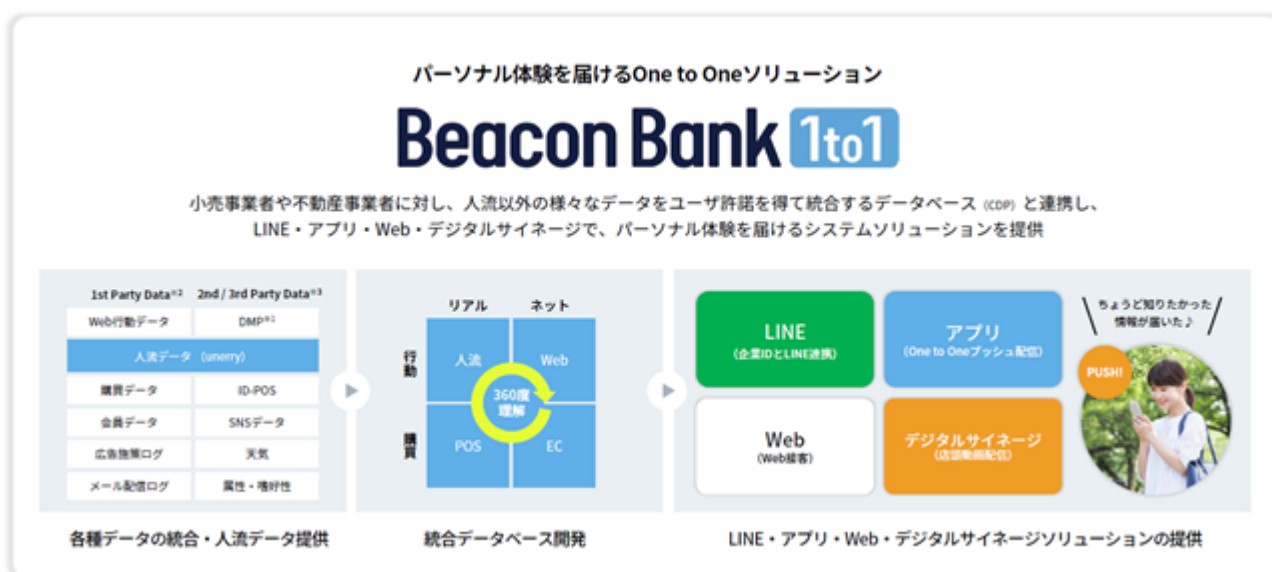 パーソナル体験を届けるOne to Oneソリューション
Beacon Bank 1to1
小売事業者や不動産事業者に対し、人流以外の様々なデータをユーザ許諾を得て統合するデータベース (CDP) と連携し、
LINE・アプリ・Web・デジタルサイネージで、パーソナル体験を届けるシステムソリューションを提供
1st Party Data※2 2nd / 3rd Party Data※3
Web行動データ DMP※1
人流データ (unerry)
購買データ ID-POS
会員データ SNSデータ
広告施策ログ 天気
メール配信ログ 属性・嗜好性
各種データの統合・人流データ提供
リアル ネット
行動
人流 Web
360度
理解
購買
POS EC
統合データベース開発
LINE
(企業IDとLINE連携)
アプリ
(One to Oneプッシュ配信)
Web
(Web接客)
デジタルサイネージ
(店頭動画配信)
ちょうど知りたかった
情報が届いた♪
PUSH!
LINE・アプリ・Web・デジタルサイネージソリューションの提供